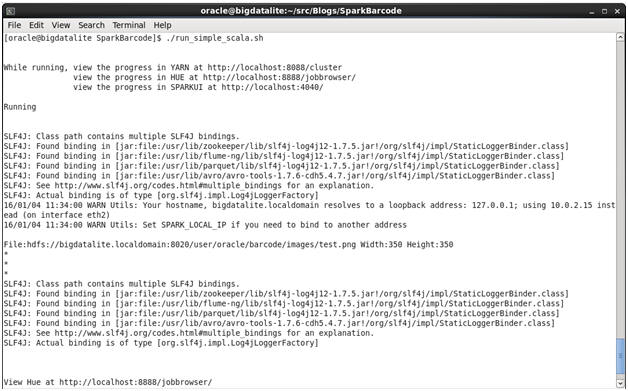 oracle@bigdatalite:~/src/Blogs/SparkBarcode
File Edit View Search Terminal Help
[oracle@bigdatalite SparkBarcode]$ ./run_simple_scala.sh
While running, view the progress in YARN at http://localhost:8088/cluster
view the progress in HUE at http://localhost:8888/jobbrowser/
view the progress in SPARKUI at http://localhost:4040/
Running
SLF4J: Class path contains multiple SLF4J bindings.
SLF4J: Found binding in [jar:file:/usr/lib/zookeeper/lib/slf4j-log4j12-1.7.5.jar!/org/slf4j/impl/StaticLoggerBinder.class]
SLF4J: Found binding in [jar:file:/usr/lib/flume-ng/lib/slf4j-log4j12-1.7.5.jar!/org/slf4j/impl/StaticLoggerBinder.class]
SLF4J: Found binding in [jar:file:/usr/lib/parquet/lib/slf4j-log4j12-1.7.5.jar!/org/slf4j/impl/StaticLoggerBinder.class]
SLF4J: Found binding in [jar:file:/usr/lib/avro/avro-tools-1.7.6-cdh5.4.7.jar!/org/slf4j/impl/StaticLoggerBinder.class]
SLF4J: See http://www.slf4j.org/codes.html#multiple_bindings for an explanation.
SLF4J: Actual binding is of type [org.slf4j.impl.Log4jLoggerFactory]
16/01/04 11:34:00 WARN Utils: Your hostname, bigdatalite.localdomain resolves to a loopback address: 127.0.0.1; using 10.0.2.15 inst
ead (on interface eth2)
16/01/04 11:34:00 WARN Utils: Set SPARK_LOCAL_IP if you need to bind to another address
File:hdfs://bigdatalite.localdomain:8020/user/oracle/barcode/images/test.png Width:350 Height:350
*
*
*
SLF4J: Class path contains multiple SLF4J bindings.
SLF4J: Found binding in [jar:file:/usr/lib/zookeeper/lib/slf4j-log4j12-1.7.5.jar!/org/slf4j/impl/StaticLoggerBinder.class]
SLF4J: Found binding in [jar:file:/usr/lib/flume-ng/lib/slf4j-log4j12-1.7.5.jar!/org/slf4j/impl/StaticLoggerBinder.class]
SLF4J: Found binding in [jar:file:/usr/lib/parquet/lib/slf4j-log4j12-1.7.5.jar!/org/slf4j/impl/StaticLoggerBinder.class]
SLF4J: Found binding in [jar:file:/usr/lib/avro/avro-tools-1.7.6-cdh5.4.7.jar!/org/slf4j/impl/StaticLoggerBinder.class]
SLF4J: See http://www.slf4j.org/codes.html#multiple_bindings for an explanation.
SLF4J: Actual binding is of type [org.slf4j.impl.Log4jLoggerFactory]
View Hue at http://localhost:8888/jobbrowser/